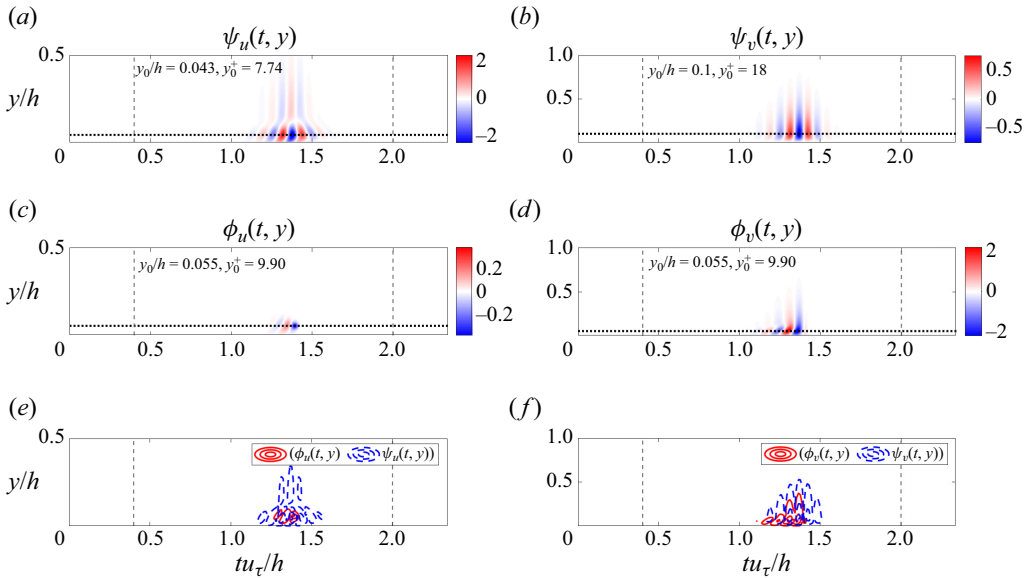 (a) (b)
ψu(t, y) ψv(t, y)
0.5 y0/h = 0.043, y0+ = 7.74 2 1.0 y0/h = 0.1, y0+ = 18 0.5
y/h 0 0.5 0
–2 –0.5
0 0.5 1.0 1.5 2.0 0 0.5 1.0 1.5 2.0
(c) (d)
ϕu(t, y) ϕv(t, y)
0.5 y0/h = 0.055, y0+ = 9.90 0.2 1.0 y0/h = 0.055, y0+ = 9.90 2
y/h 0 0.5 0
–0.2 –2
0 0.5 1.0 1.5 2.0 0 0.5 1.0 1.5 2.0
(e) (f)
0.5 (ϕu(t, y) ψu(t, y)) 1.0 (ϕv(t, y) ψv(t, y))
y/h 0.5
0 0.5 1.0 1.5 2.0 0 0.5 1.0 1.5 2.0
tuτ/h tuτ/h